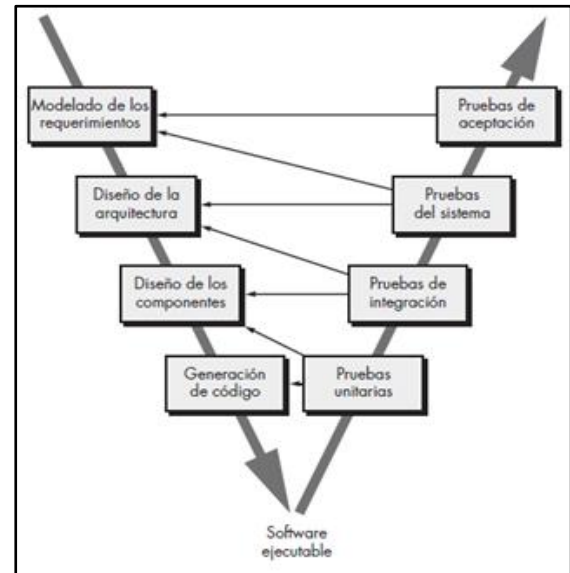 Modelado de los
requerimientos
Pruebas de
aceptación
Diseño de la
arquitectura
Pruebas
del sistema
Diseño de los
componentes
Pruebas de
integración
Generación
de código
Pruebas
unitarias
Software
ejecutable